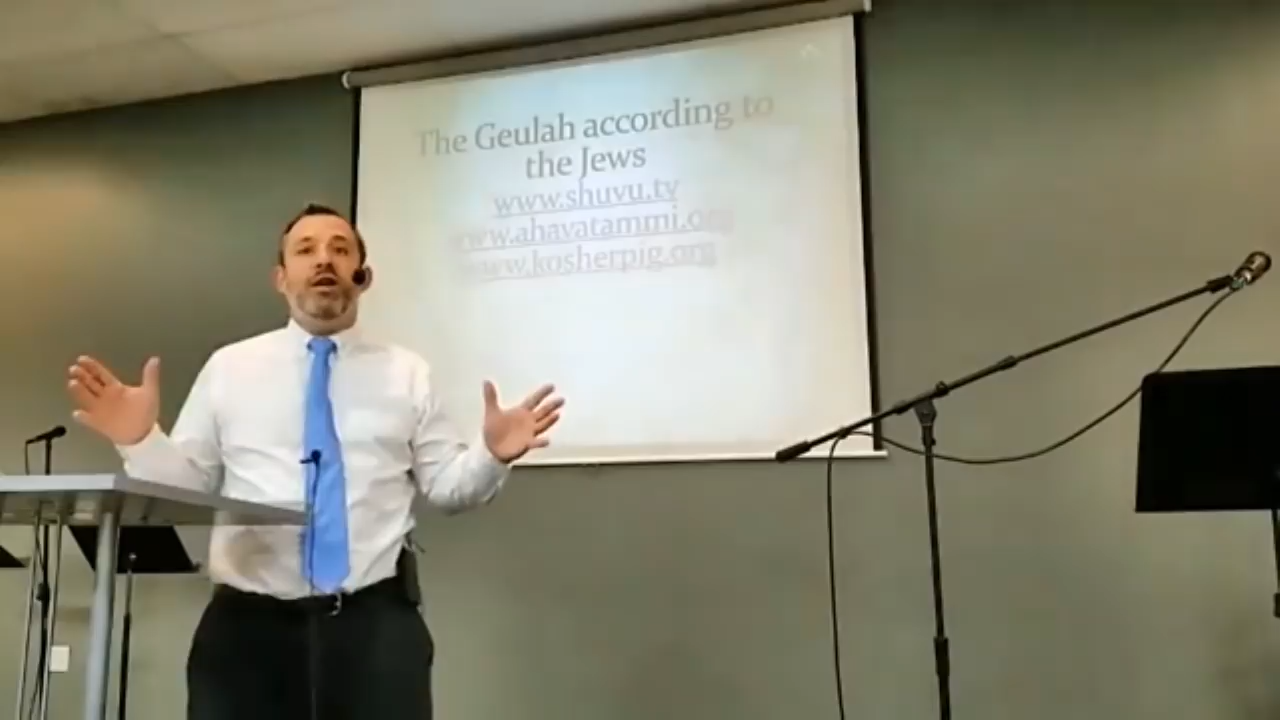 The Geulah according to
the Jews
www.shuvu.tv
www.ahavatammi.org
www.kosherpig.org